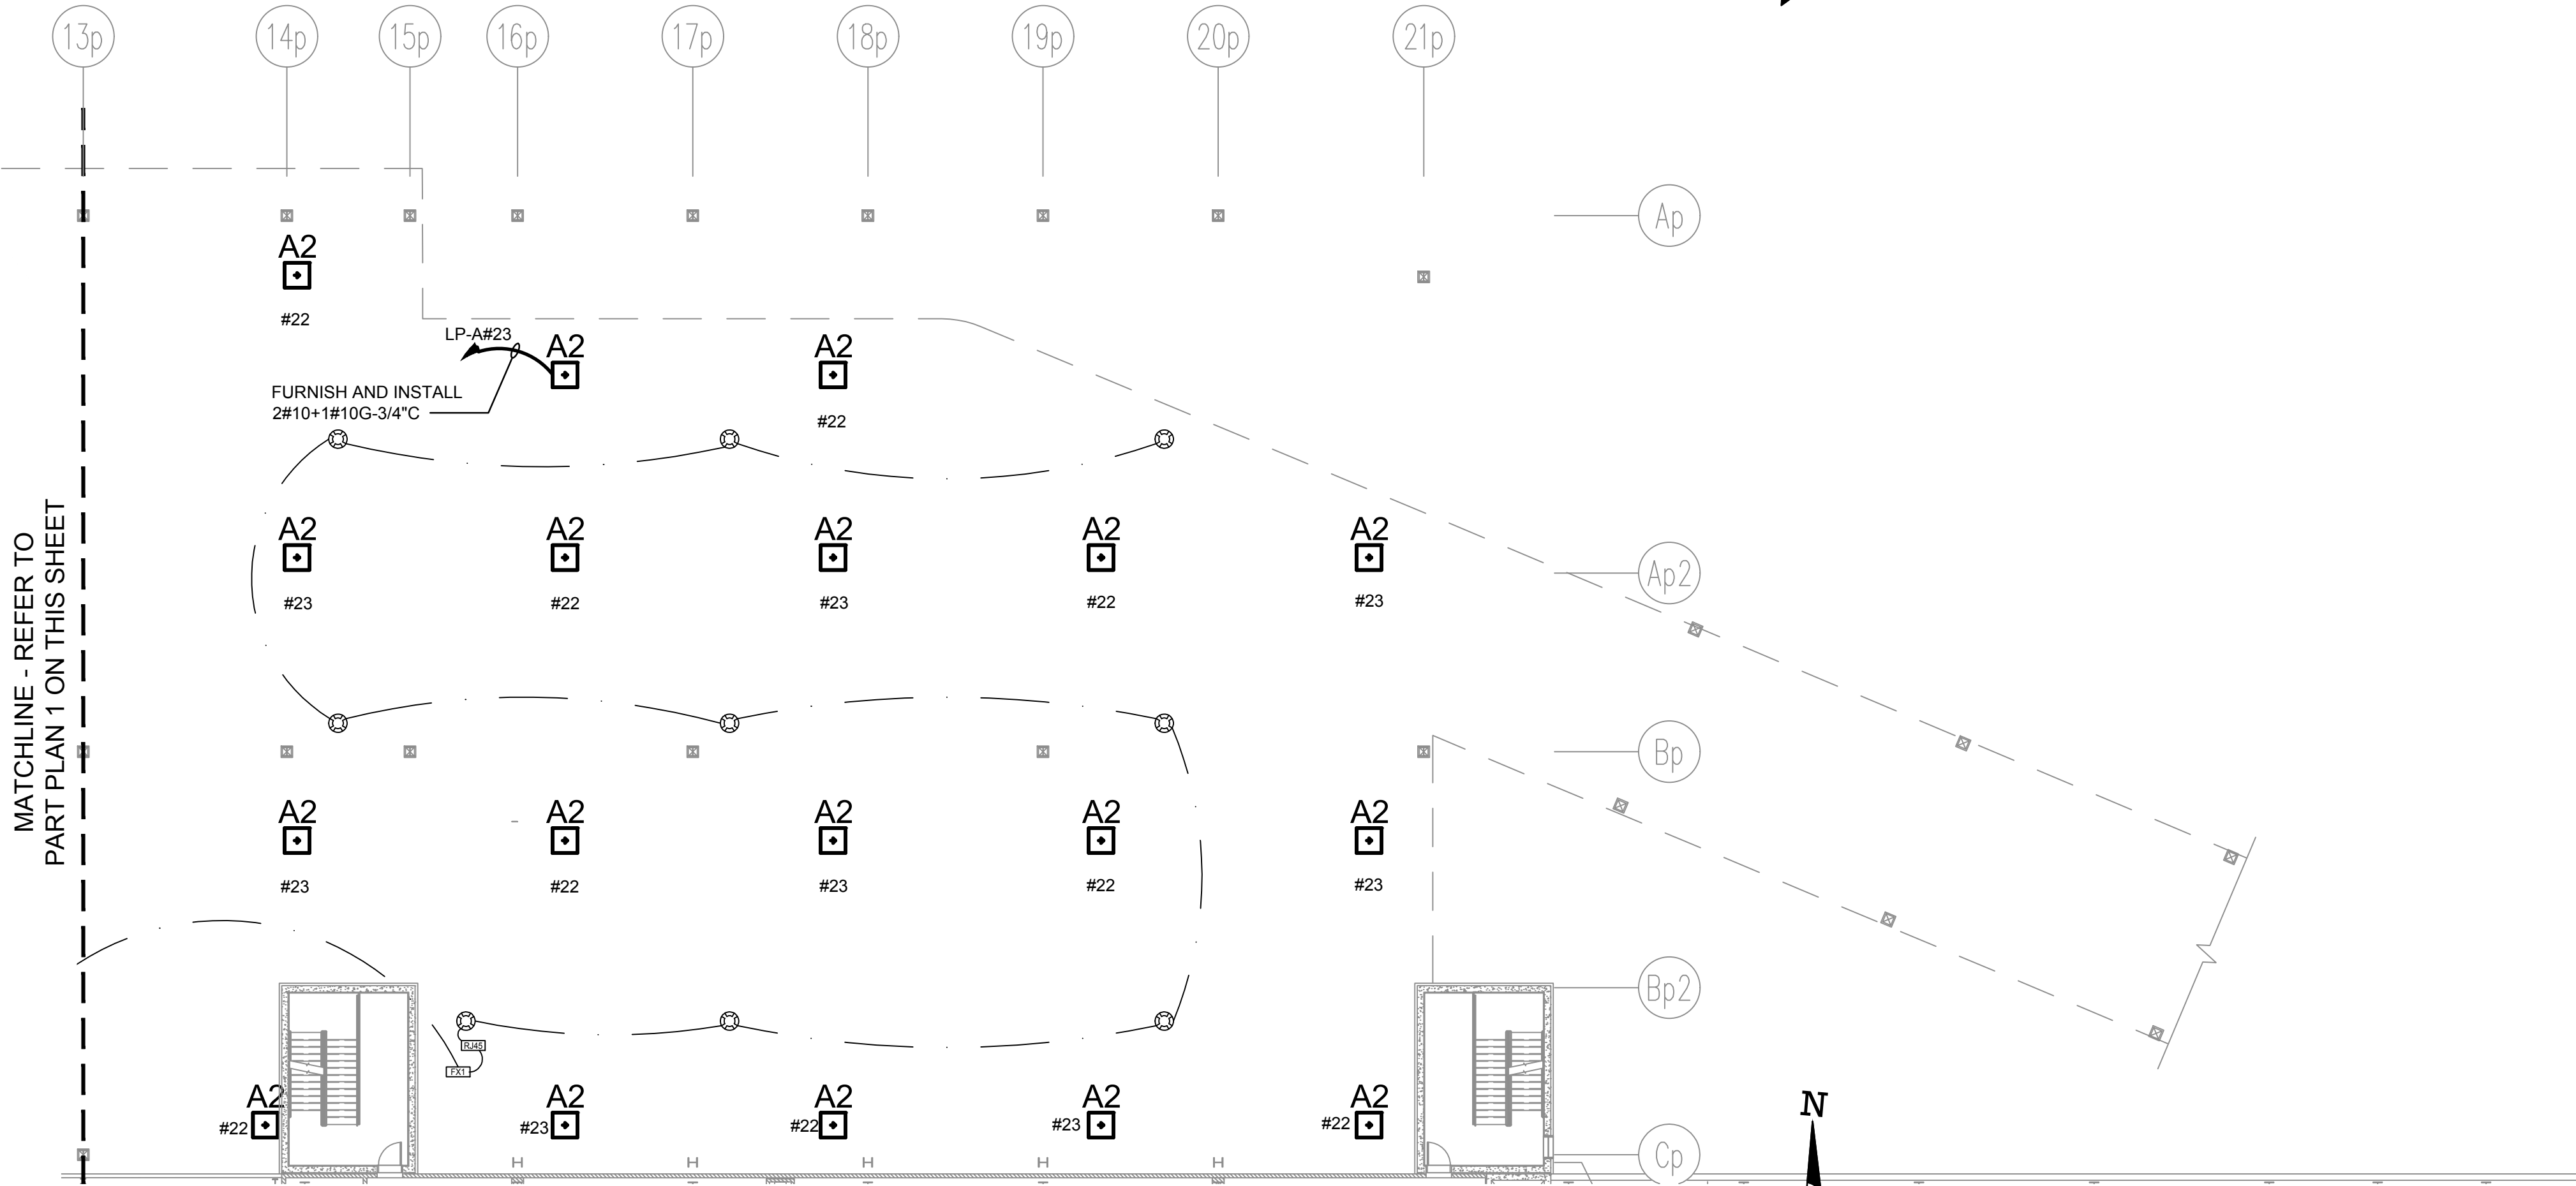 13p 14p 15p 16p 17p 18p 19p 20p 21p
Ap
A2
#22
LP-A#23
A2 A2
FURNISH AND INSTALL
2#10+1#10G-3/4"C
#22
MATCHLINE - REFER TO
PART PLAN 1 ON THIS SHEET
A2 A2 A2 A2 A2
Ap2
#23 #22 #23 #22 #23
Bp
A2 A2 A2 A2 A2
#23 #22 #23 #22 #23
Bp2
RJ45
FX1
A2 A2 A2 A2 A2
N
#22 #23 #22 #23 #22
Cp